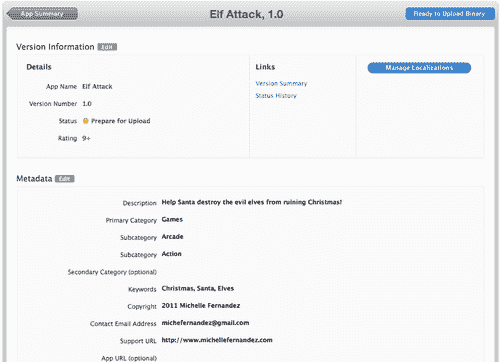 App Summary
Elf Attack, 1.0
Ready to Upload Binary
Version Information Edit
Details
App Name Elf Attack
Version Number 1.0
Status Prepare for Upload
Rating 9+
Links
Version Summary
Status History
Manage Localizations
Metadata Edit
Description Help Santa destroy the evil elves from ruining Christmas!
Primary Category Games
Subcategory Arcade
Subcategory Action
Secondary Category (optional)
Keywords Christmas, Santa, Elves
Copyright 2011 Michelle Fernandez
Contact Email Address michefernandez@gmail.com
Support URL http://www.michellefernandez.com
App URL (optional)